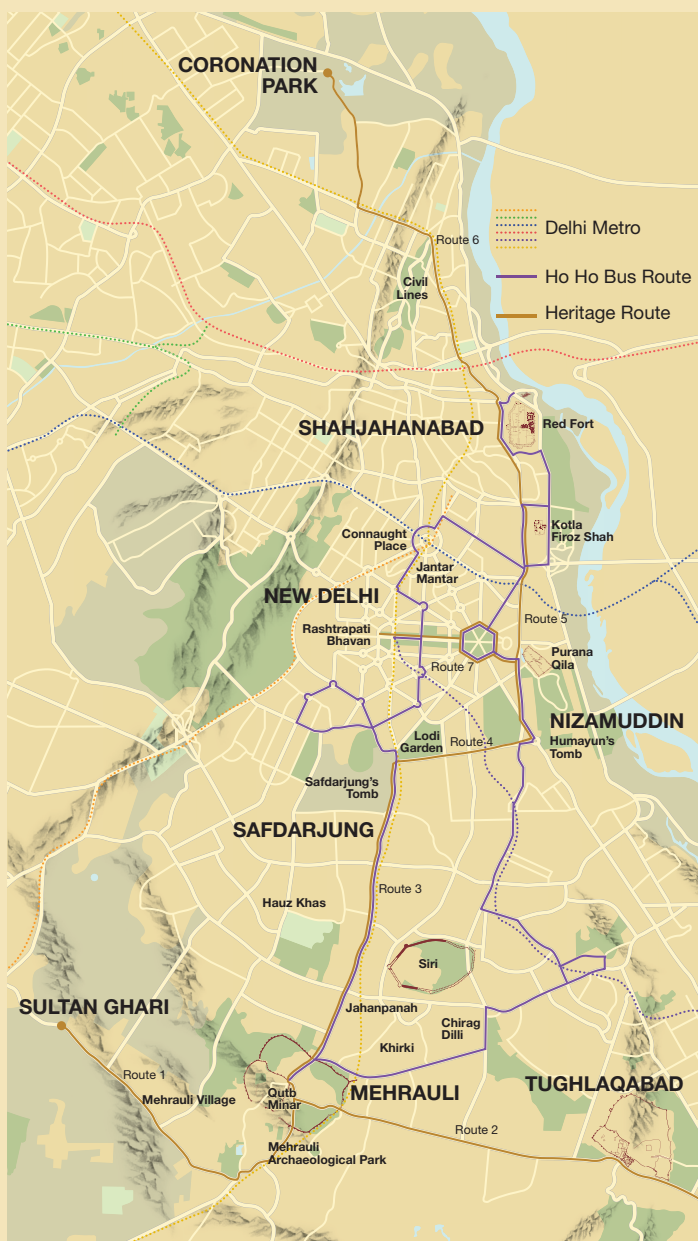 CORONATION
PARK
Route 6
Delhi Metro
Civil
Lines
Ho Ho Bus Route
Heritage Route
SHAHJAHANABAD
Red Fort
Connaught
Place
Kotla
Firoz Shah
Jantar
Mantar
NEW DELHI
Route 5
Rashtrapati
Bhavan
Purana
Qila
Route 7
NIZAMUDDIN
Lodi
Garden
Route 4
Humayun's
Tomb
Safdarjung's
Tomb
SAFDARJUNG
Route 3
Hauz Khas
Siri
SULTAN GHARI
Jahanpanah
Chirag
Dilli
Khirki
Route 1
TUGHLAQABAD
Mehrauli Village
Qutb
Minar
MEHRAULI
Route 2
Mehrauli
Archaeological Park